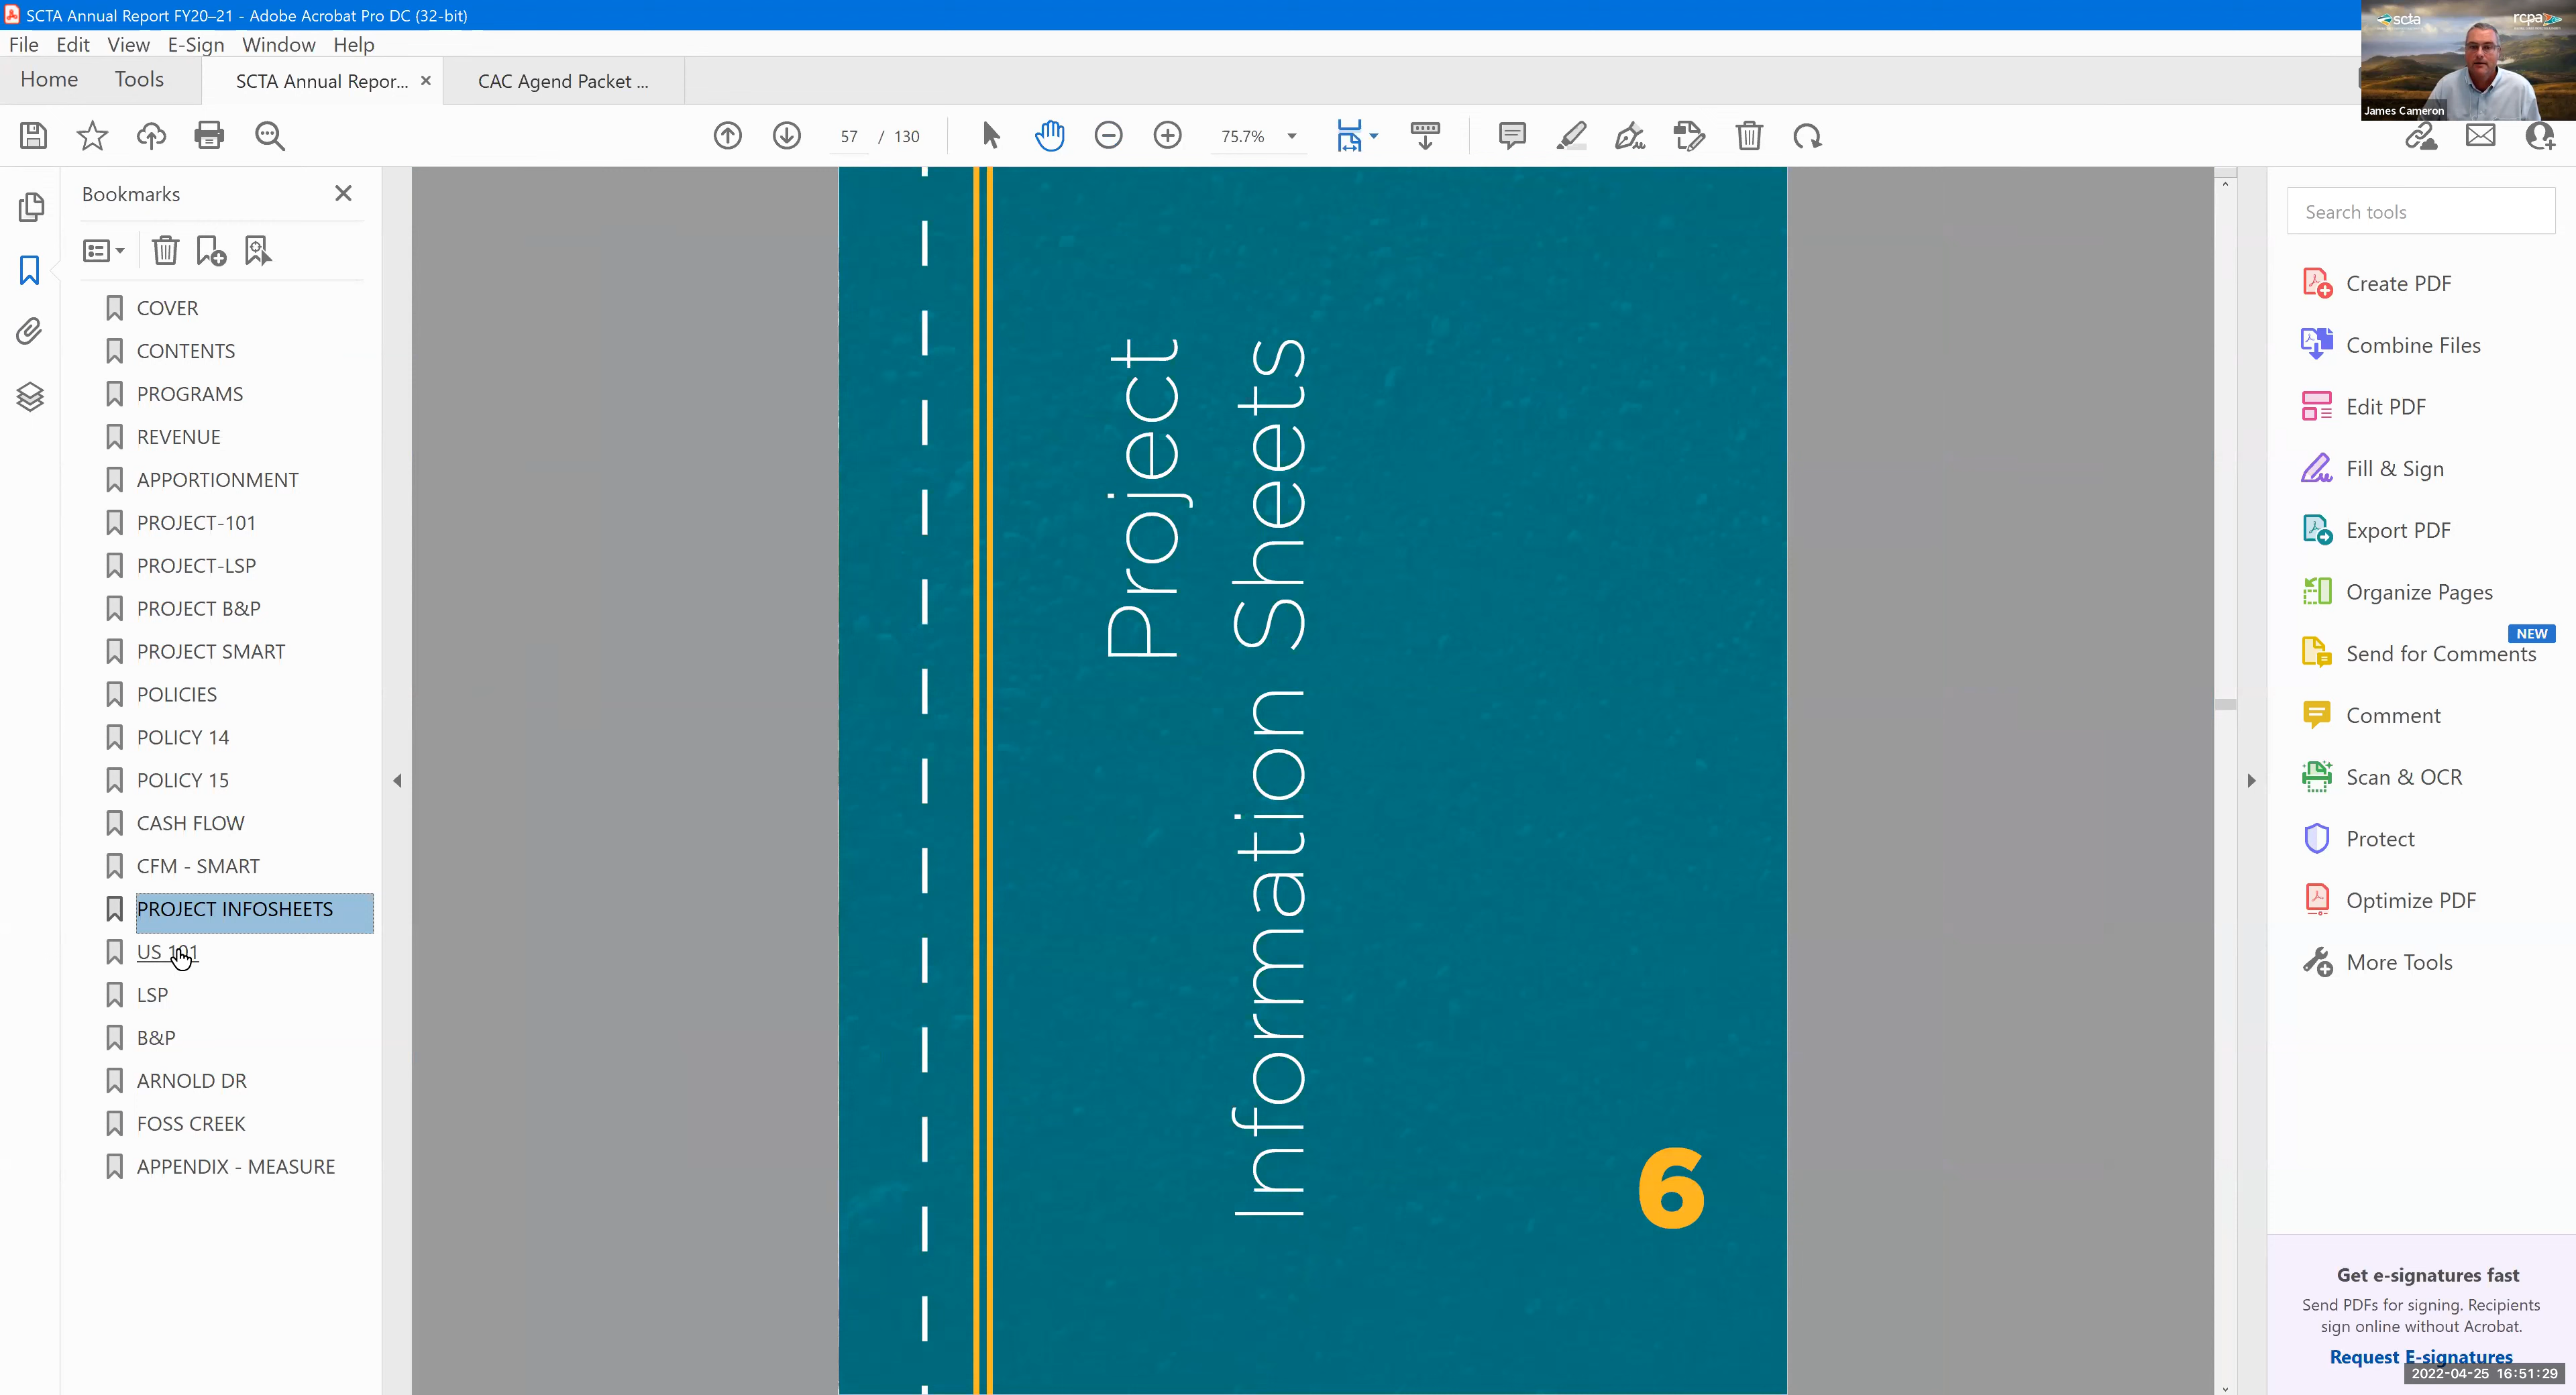 SCTA Annual Report FY20–21 - Adobe Acrobat Pro DC (32-bit)
File Edit View E-Sign Window Help
Home Tools SCTA Annual Repor... CAC Agend Packet ...
57 / 130 75.7%
scta rcpa
James Cameron
Bookmarks
COVER
CONTENTS
PROGRAMS
REVENUE
APPORTIONMENT
PROJECT-101
PROJECT-LSP
PROJECT B&P
PROJECT SMART
POLICIES
POLICY 14
POLICY 15
CASH FLOW
CFM - SMART
PROJECT INFOSHEETS
US 101
LSP
B&P
ARNOLD DR
FOSS CREEK
APPENDIX - MEASURE
Project
Information Sheets
6
Search tools
Create PDF
Combine Files
Edit PDF
Fill & Sign
Export PDF
Organize Pages
NEW
Send for Comments
Comment
Scan & OCR
Protect
Optimize PDF
More Tools
Get e-signatures fast
Send PDFs for signing. Recipients
sign online without Acrobat.
Request E-signatures
2022-04-25 16:51:29